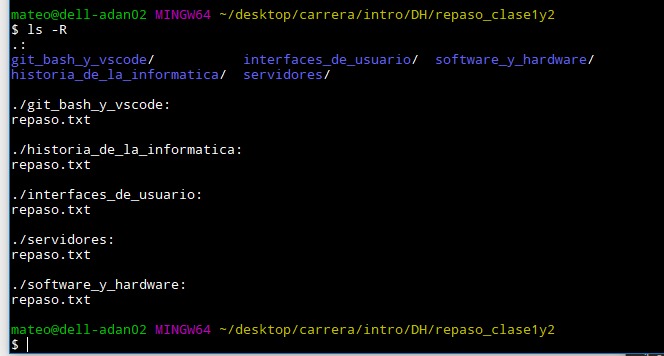 mateo@dell-adan02 MINGW64 ~/desktop/carrera/intro/DH/repaso_clase1y2
$ ls -R
.:
git_bash_y_vscode/ interfaces_de_usuario/ software_y_hardware/
historia_de_la_informatica/ servidores/

./git_bash_y_vscode:
repaso.txt

./historia_de_la_informatica:
repaso.txt

./interfaces_de_usuario:
repaso.txt

./servidores:
repaso.txt

./software_y_hardware:
repaso.txt

mateo@dell-adan02 MINGW64 ~/desktop/carrera/intro/DH/repaso_clase1y2
$